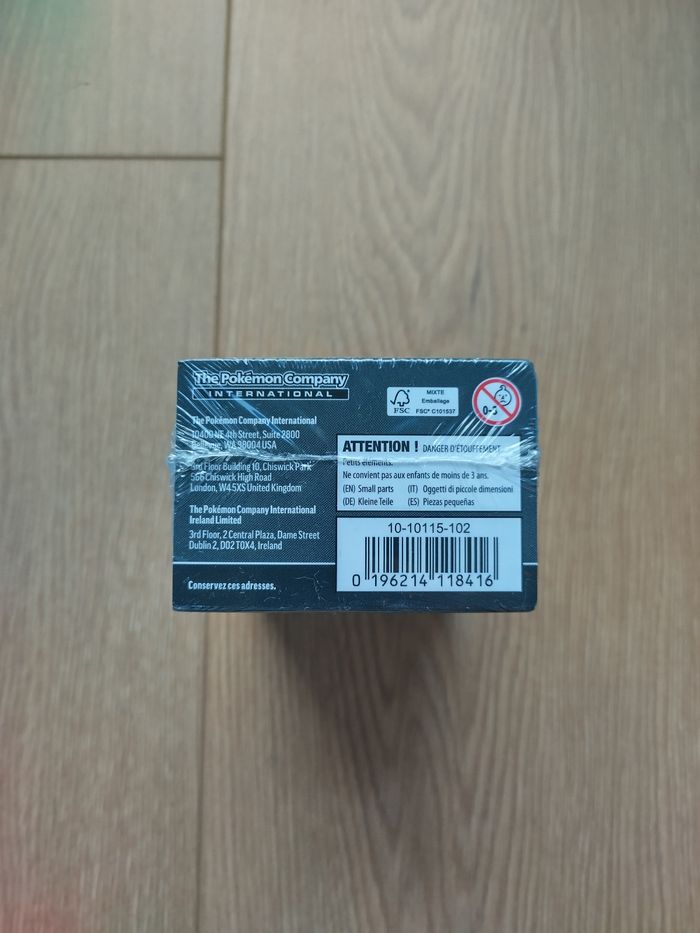 The Pokémon Company
INTERNATIONAL
The Pokémon Company International
10400 NE 4th Street, Suite 2800
Bellevue, WA 98004 USA
3rd Floor Building 10, Chiswick Park
566 Chiswick High Road
London, W4 5XS United Kingdom
The Pokémon Company International
Ireland Limited
3rd Floor, 2 Central Plaza, Dame Street
Dublin 2, D02 T0X4, Ireland
Conservez ces adresses.
FSC
MIXTE
Emballage
FSC® C101537
0-3
ATTENTION ! DANGER D'ÉTOUFFEMENT
Petits éléments.
Ne convient pas aux enfants de moins de 3 ans.
(EN) Small parts (IT) Oggetti di piccole dimensioni
(DE) Kleine Teile (ES) Piezas pequeñas
10-10115-102
0 196214 118416